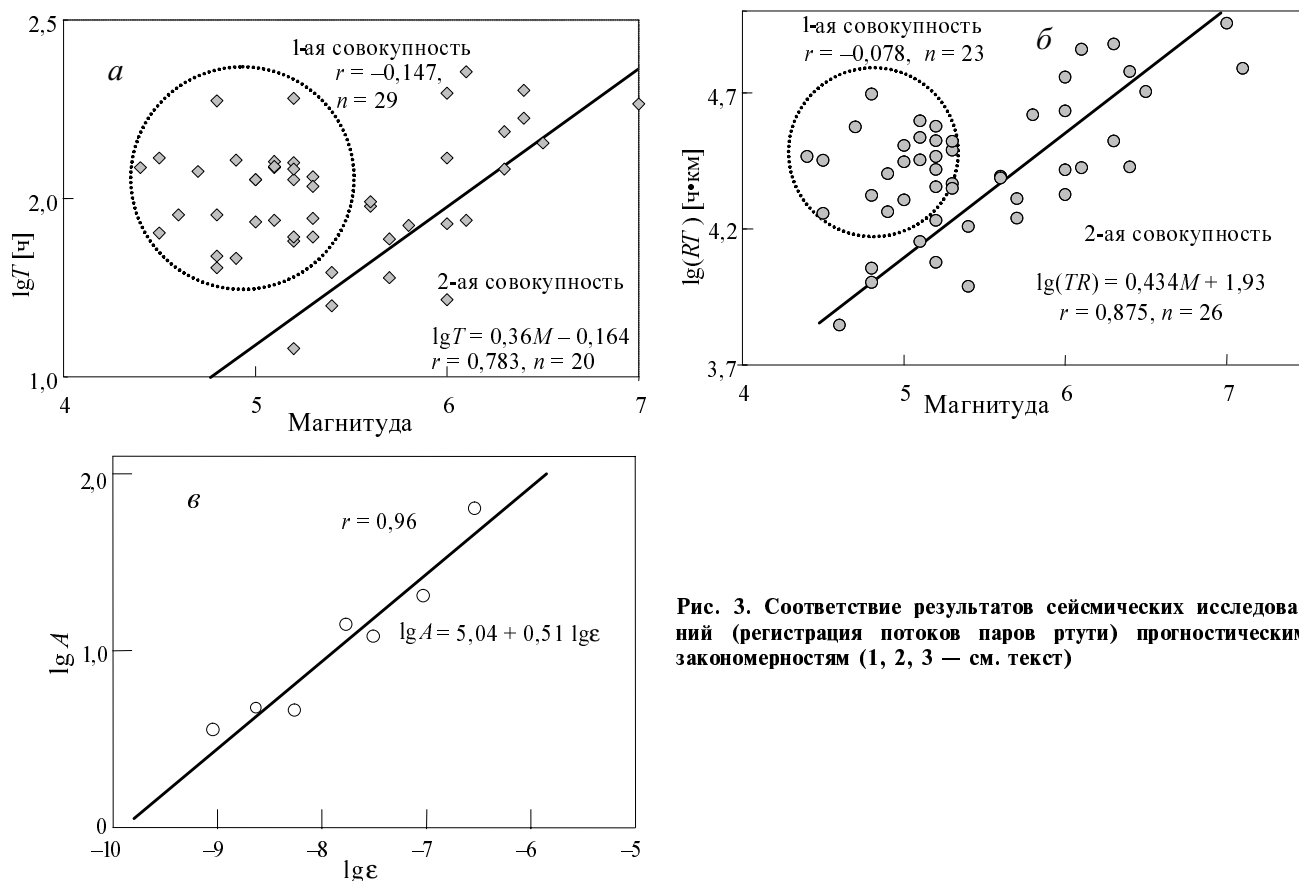 2,5
а
1-ая совокупность
r = –0,147,
n = 29
lgT [ч]
2,0
2-ая совокупность
lgT = 0,36M – 0,164
r = 0,783, n = 20
1,0
4 5 6 7
Магнитуда
1-ая совокупность
r = –0,078, n = 23
б
4,7
lg(RT ) [ч•км]
4,2
2-ая совокупность
lg(TR) = 0,434M + 1,93
r = 0,875, n = 26
3,7
4 5 6 7
Магнитуда
2,0
в
r = 0,96
lg A
1,0
lg A = 5,04 + 0,51 lgε
0
–10 –9 –8 –7 –6 –5
lg ε
Рис. 3. Соответствие результатов сейсмических исследова
ний (регистрация потоков паров ртути) прогностическим
закономерностям (1, 2, 3 — см. текст)